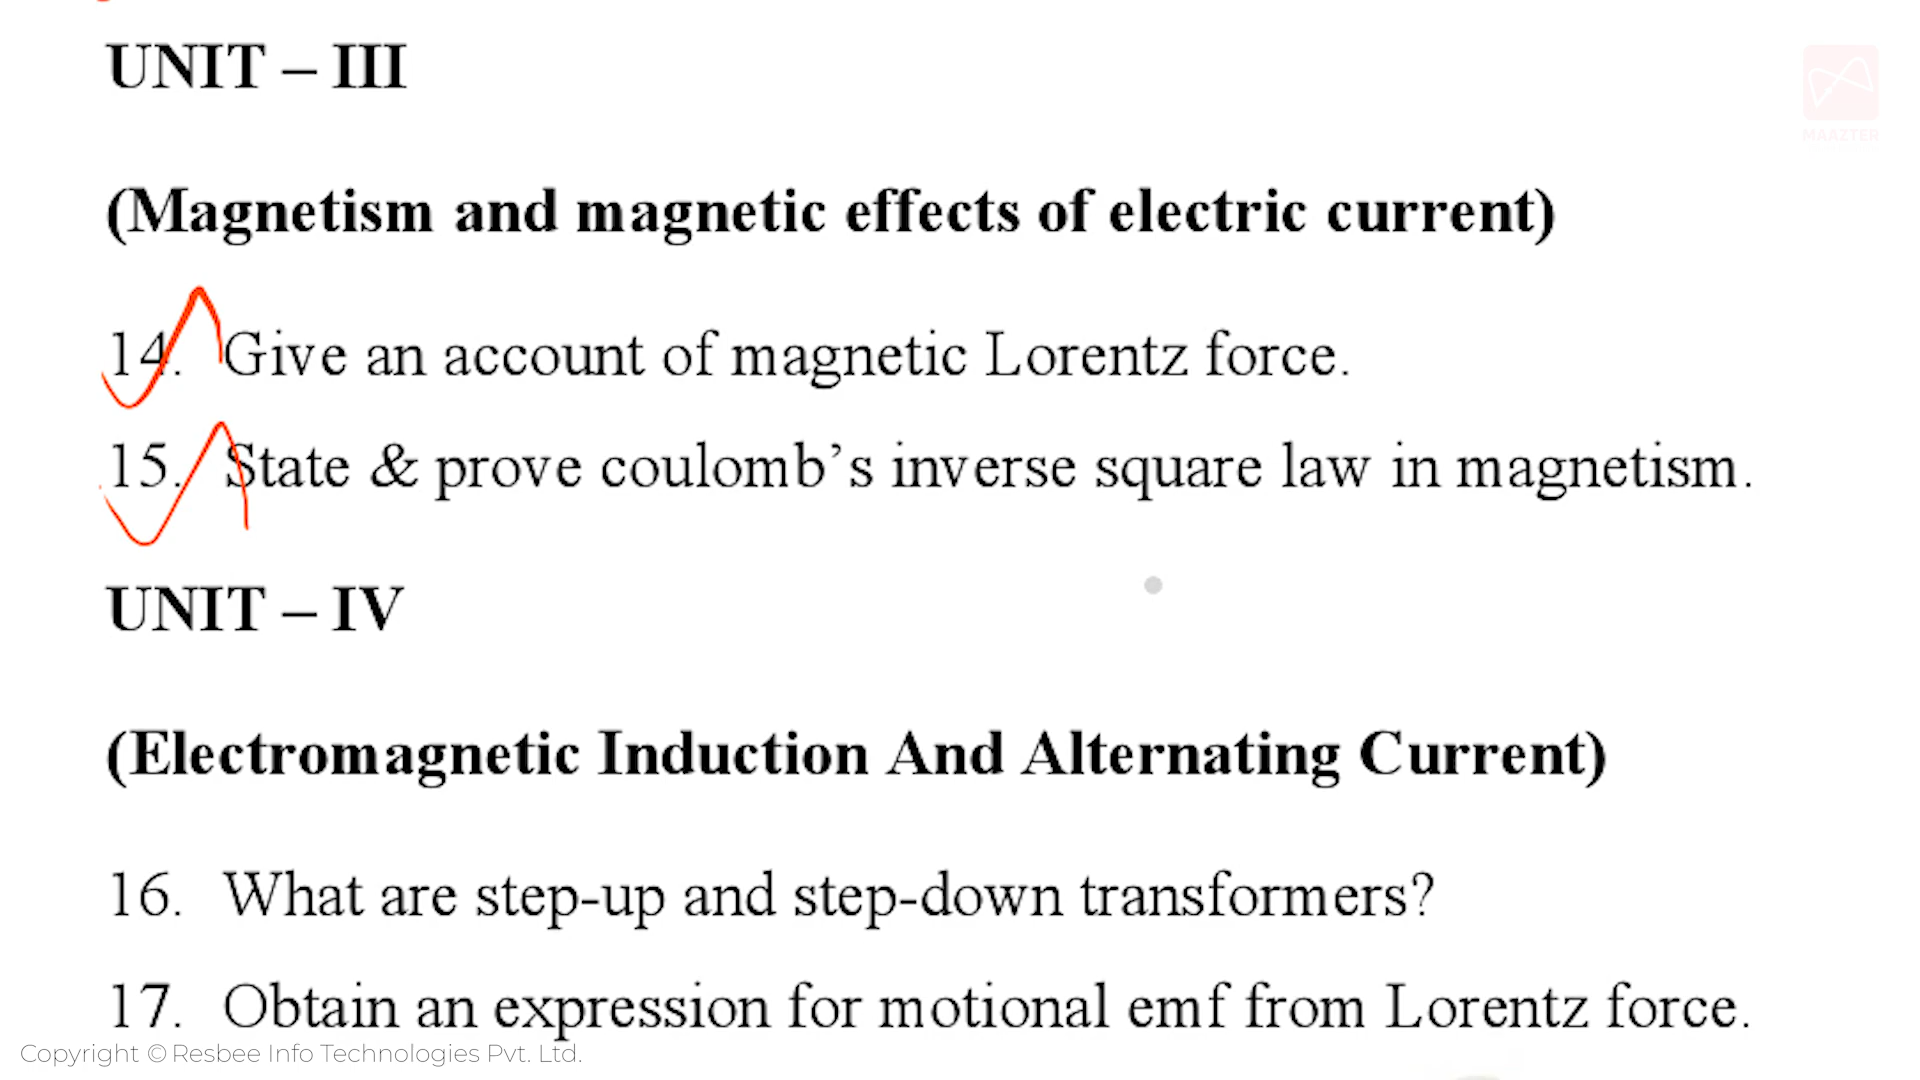 UNIT – III
MAAZTER
(Magnetism and magnetic effects of electric current)
14. Give an account of magnetic Lorentz force.
15. State & prove coulomb’s inverse square law in magnetism.
UNIT – IV
(Electromagnetic Induction And Alternating Current)
16. What are step-up and step-down transformers?
17. Obtain an expression for motional emf from Lorentz force.
Copyright © Resbee Info Technologies Pvt. Ltd.